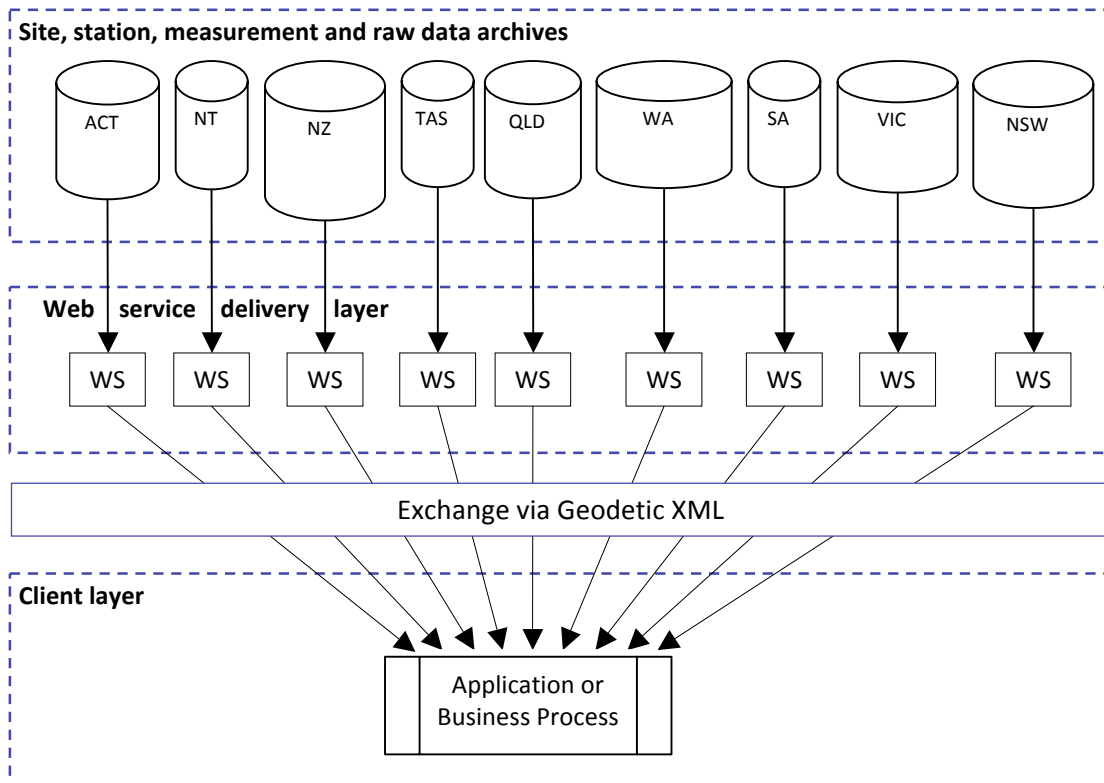 Site, station, measurement and raw data archives
ACT
NT
NZ
TAS
QLD
WA
SA
VIC
NSW
Web service delivery layer
WS
WS
WS
WS
WS
WS
WS
WS
WS
Exchange via Geodetic XML
Client layer
Application or
Business Process